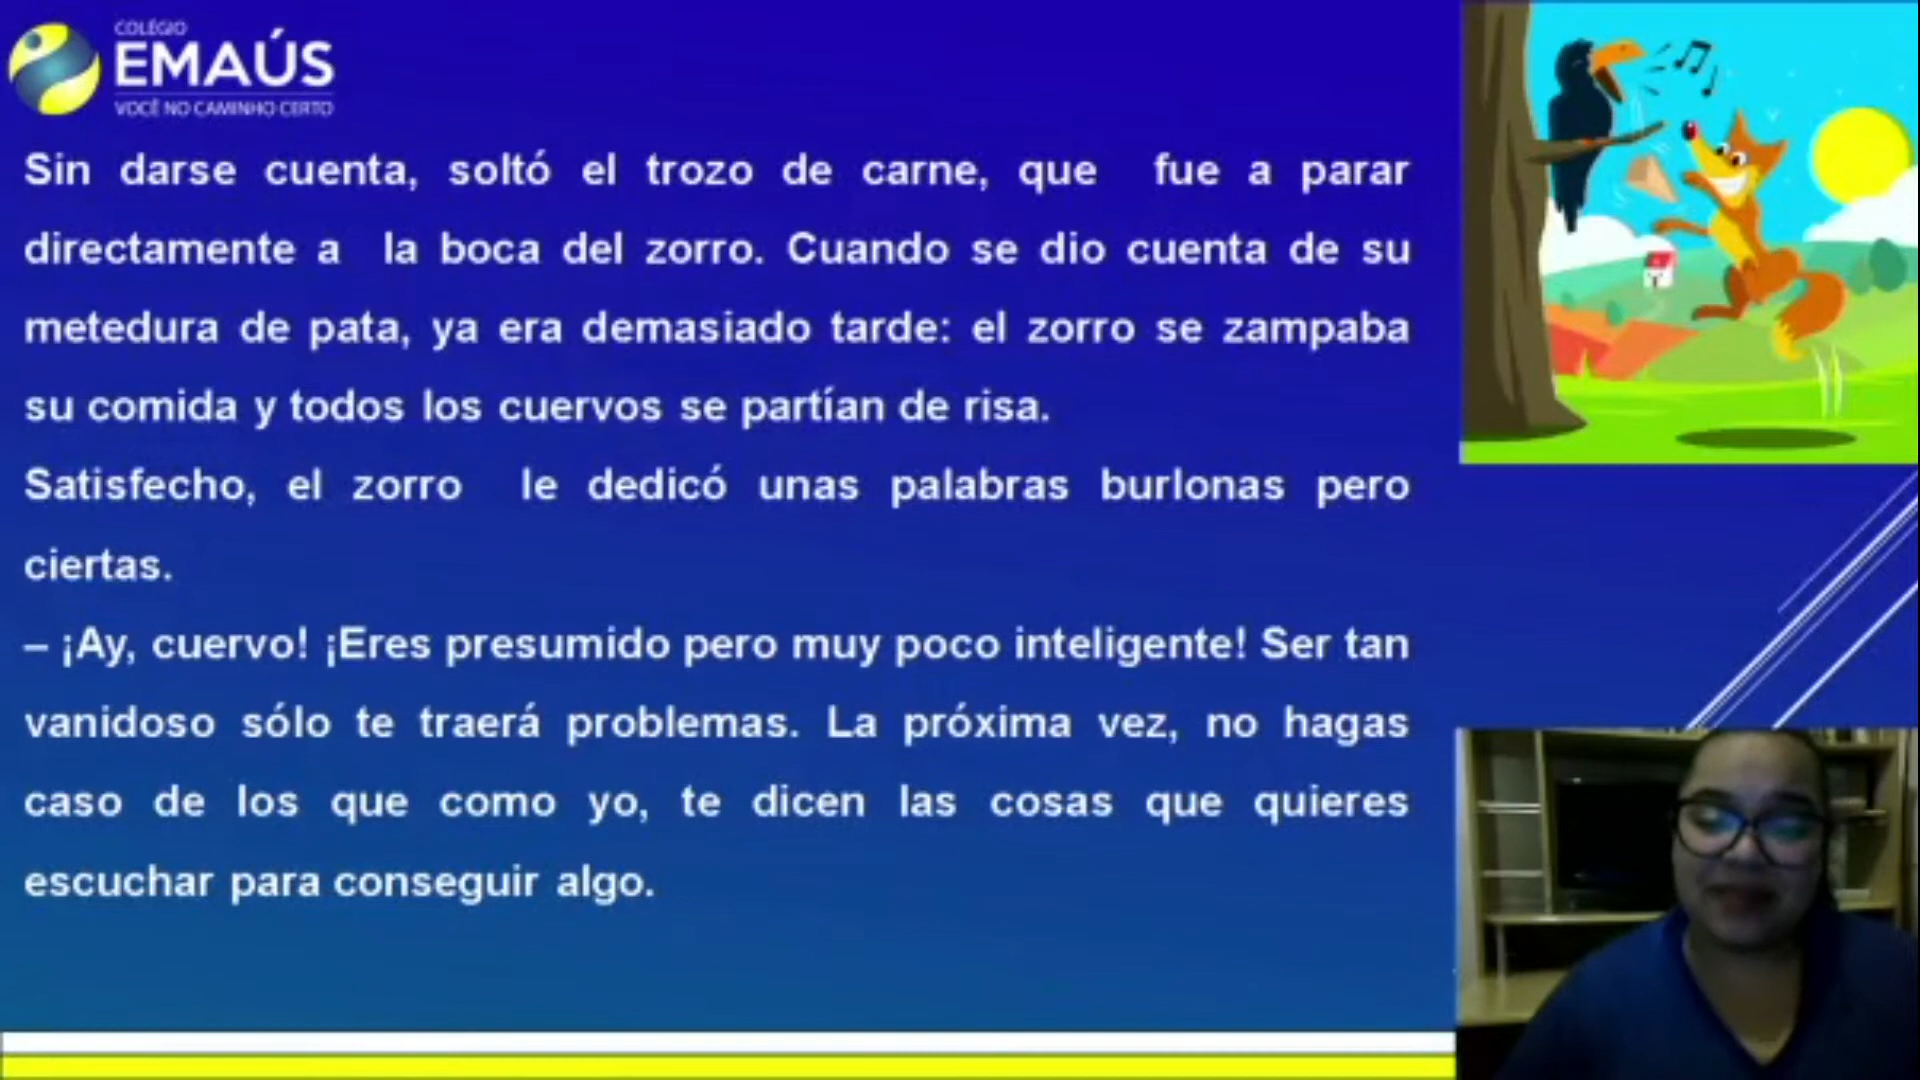 COLÉGIO
EMAÚS
VOCÊ NO CAMINHO CERTO
Sin darse cuenta, soltó el trozo de carne, que fue a parar
directamente a la boca del zorro. Cuando se dio cuenta de su
metedura de pata, ya era demasiado tarde: el zorro se zampaba
su comida y todos los cuervos se partían de risa.
Satisfecho, el zorro le dedicó unas palabras burlonas pero
ciertas.
– ¡Ay, cuervo! ¡Eres presumido pero muy poco inteligente! Ser tan
vanidoso sólo te traerá problemas. La próxima vez, no hagas
caso de los que como yo, te dicen las cosas que quieres
escuchar para conseguir algo.